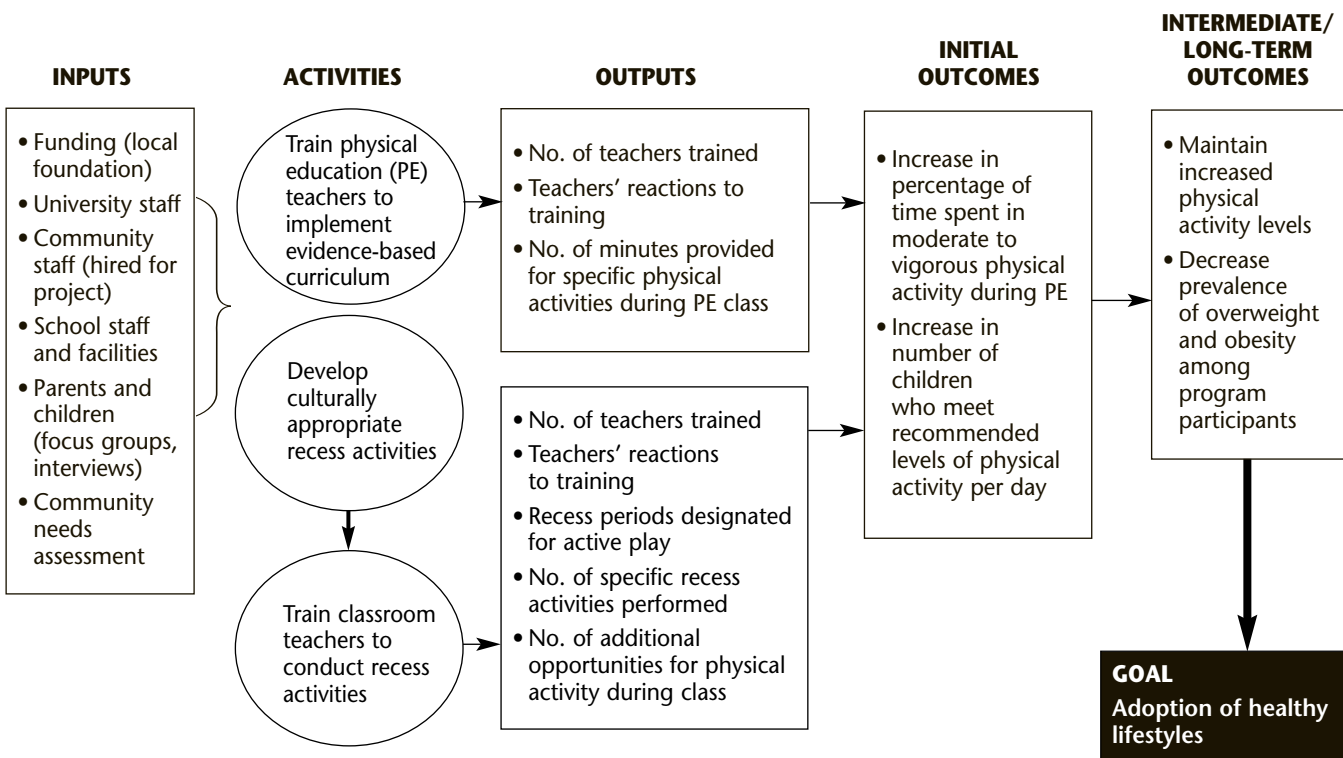 INPUTS
• Funding (local
foundation)
• University staff
• Community
staff (hired for
project)
• School staff
and facilities
• Parents and
children
(focus groups,
interviews)
• Community
needs
assessment
ACTIVITIES
Train physical
education (PE)
teachers to
implement
evidence-based
curriculum
Develop
culturally
appropriate
recess activities
Train classroom
teachers to
conduct recess
activities
OUTPUTS
• No. of teachers trained
• Teachers’ reactions to
training
• No. of minutes provided
for specific physical
activities during PE class
• No. of teachers trained
• Teachers’ reactions
to training
• Recess periods designated
for active play
• No. of specific recess
activities performed
• No. of additional
opportunities for physical
activity during class
INITIAL
OUTCOMES
• Increase in
percentage of
time spent in
moderate to
vigorous physical
activity during PE
• Increase in
number of
children
who meet
recommended
levels of physical
activity per day
INTERMEDIATE/
LONG-TERM
OUTCOMES
• Maintain
increased
physical
activity levels
• Decrease
prevalence
of overweight
and obesity
among
program
participants
GOAL
Adoption of healthy
lifestyles